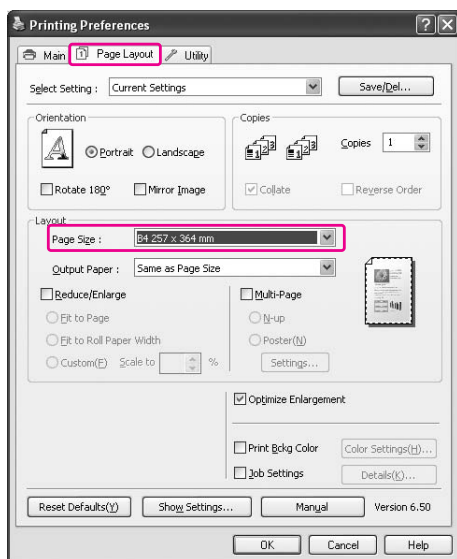 Printing Preferences
Main Page Layout Utility
Select Setting : Current Settings Save/Del...
Orientation
Portrait Landscape
Rotate 180° Mirror Image
Copies
Copies 1
Collate Reverse Order
Layout
Page Size : B4 257 x 364 mm
Output Paper : Same as Page Size
Reduce/Enlarge
Fit to Page
Fit to Roll Paper Width
Custom(F) Scale to %
Multi-Page
N-up
Poster(N)
Settings...
Optimize Enlargement
Print Bckg Color Color Settings(H)...
Job Settings Details(K)...
Reset Defaults(Y) Show Settings... Manual Version 6.50
OK Cancel Help